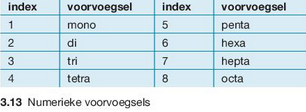 index voorvoegsel index voorvoegsel
1 mono 5 penta
2 di 6 hexa
3 tri 7 hepta
4 tetra 8 octa
3.13 Numerieke voorvoegsels